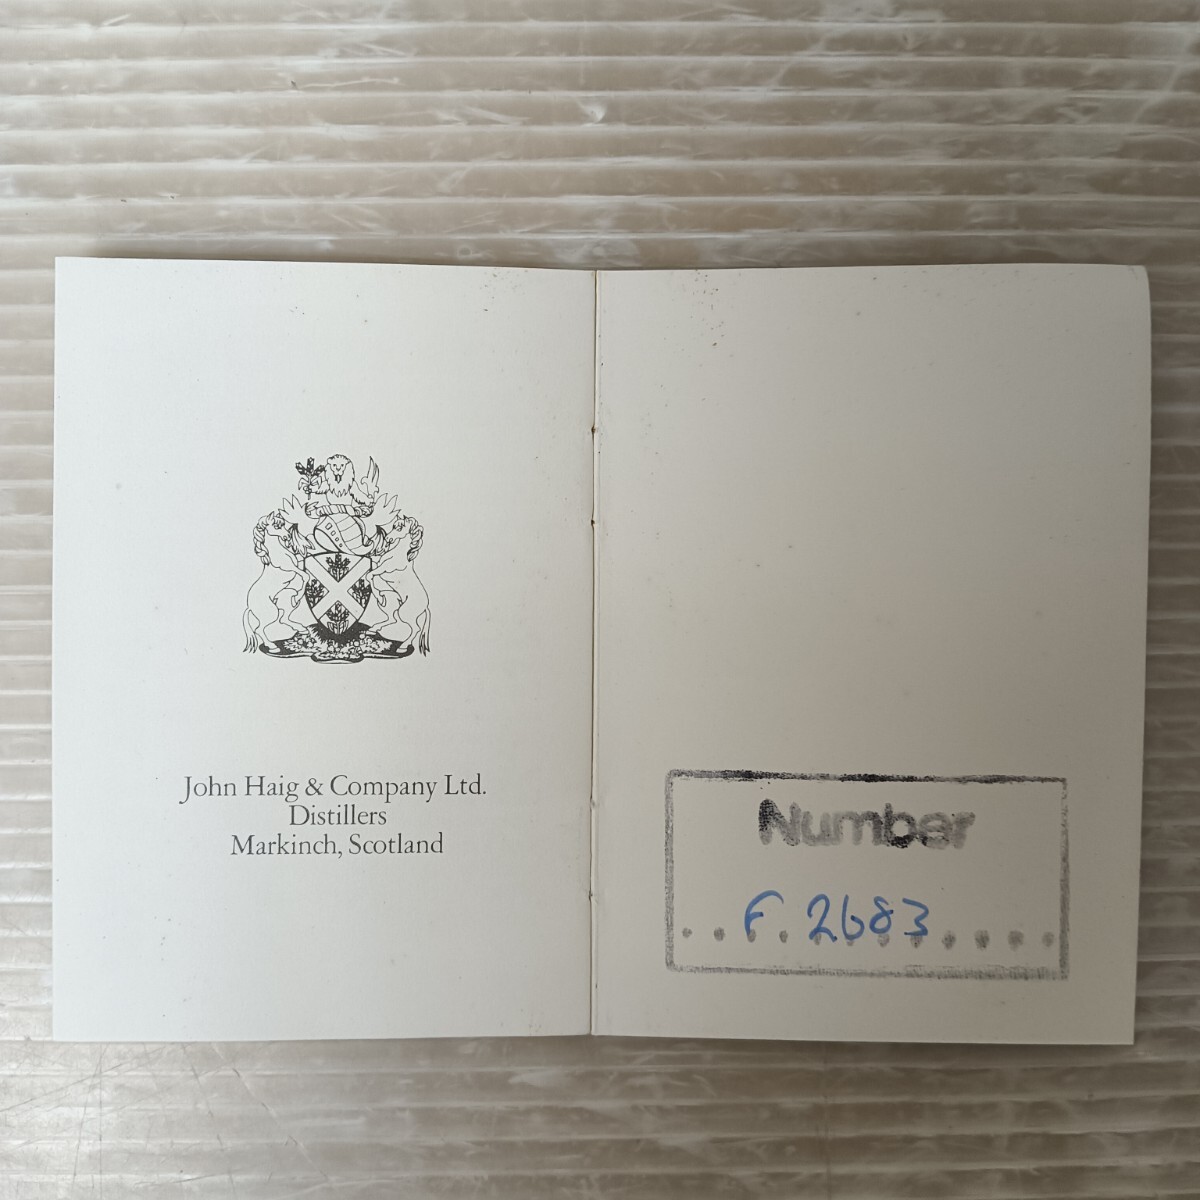 John Haig & Company Ltd.
Distillers
Markinch, Scotland
Number
F. 2683